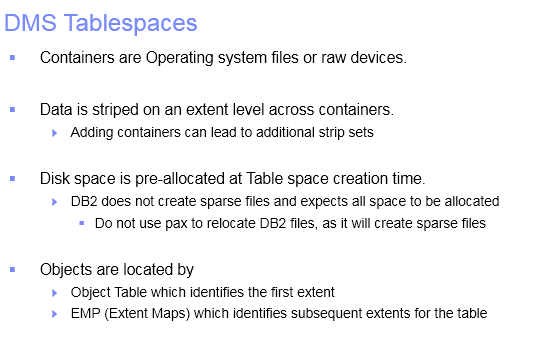 DMS Tablespaces
Containers are Operating system files or raw devices.
Data is striped on an extent level across containers.
Adding containers can lead to additional strip sets
Disk space is pre-allocated at Table space creation time.
DB2 does not create sparse files and expects all space to be allocated
Do not use pax to relocate DB2 files, as it will create sparse files
Objects are located by
Object Table which identifies the first extent
EMP (Extent Maps) which identifies subsequent extents for the table